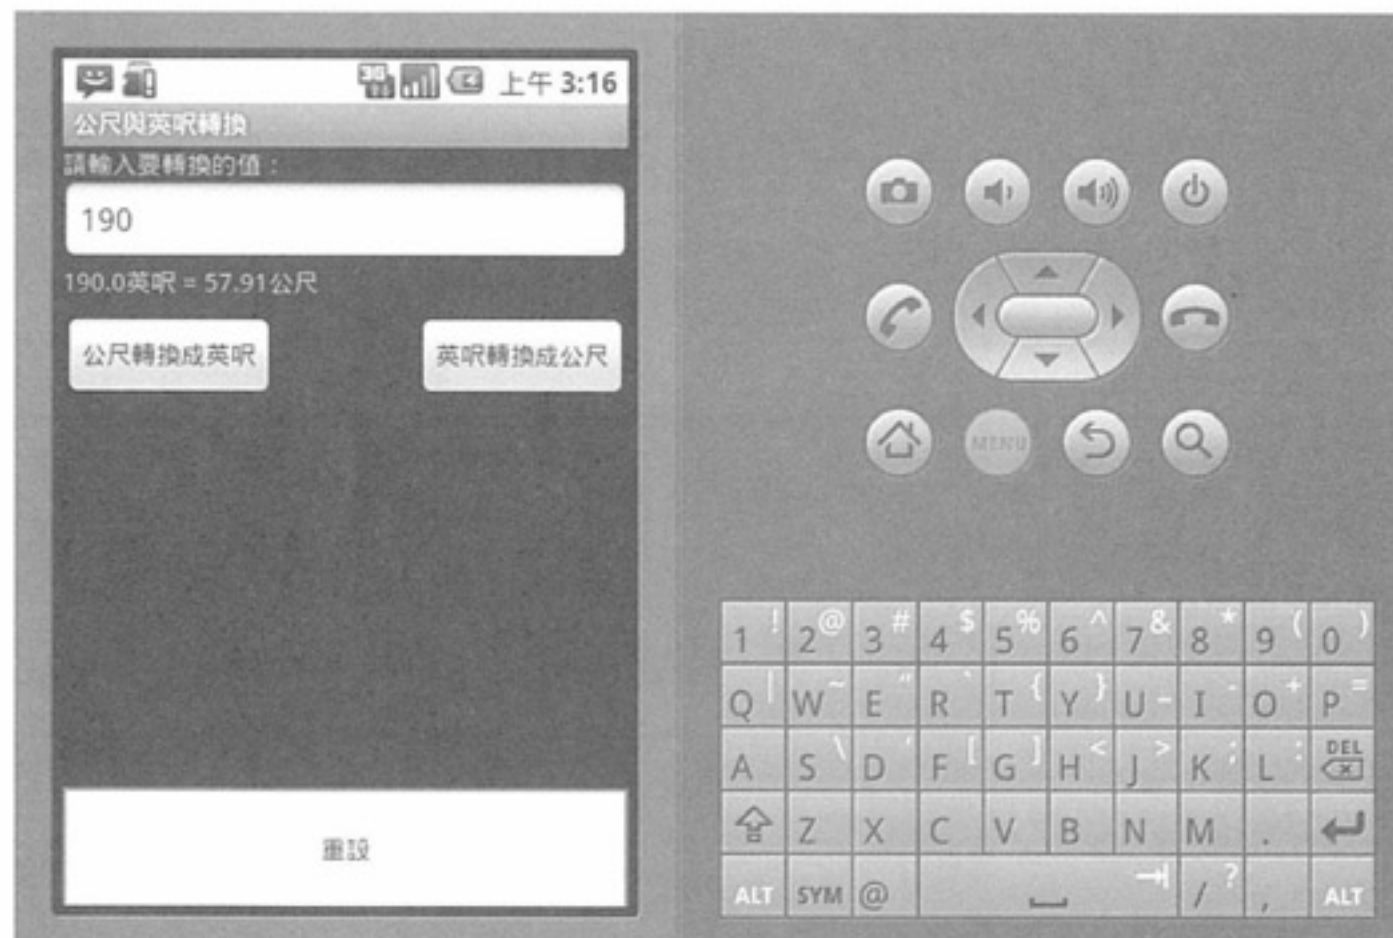 3G 上午 3:16
公尺與英呎轉換
請輸入要轉換的值：
190
190.0英呎 = 57.91公尺
公尺轉換成英呎 英呎轉換成公尺
重設
MENU
1 ! 2 @ 3 # 4 $ 5 % 6 ^ 7 & 8 * 9 ( 0 )
Q | W ~ E " R ` T { Y } U _ I - O + P =
A S \ D ' F [ G ] H < J > K ; L : DEL
Z X C V B N M .
ALT SYM @ / ? , ALT